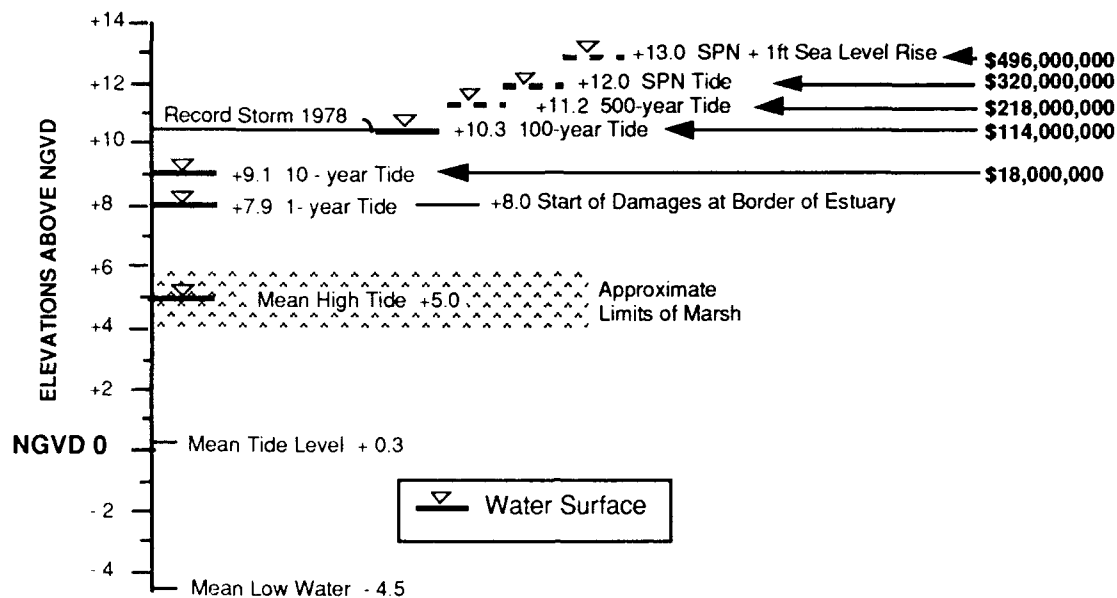 +14
+13.0 SPN + 1ft Sea Level Rise
$496,000,000
+12
+12.0 SPN Tide
$320,000,000
+11.2 500-year Tide
$218,000,000
Record Storm 1978
+10.3 100-year Tide
$114,000,000
+10
+9.1 10 - year Tide
$18,000,000
+8
+7.9 1- year Tide
+8.0 Start of Damages at Border of Estuary
ELEVATIONS ABOVE NGVD
+6
Mean High Tide +5.0
Approximate
Limits of Marsh
+4
+2
NGVD 0
Mean Tide Level + 0.3
Water Surface
- 2
- 4
Mean Low Water - 4.5